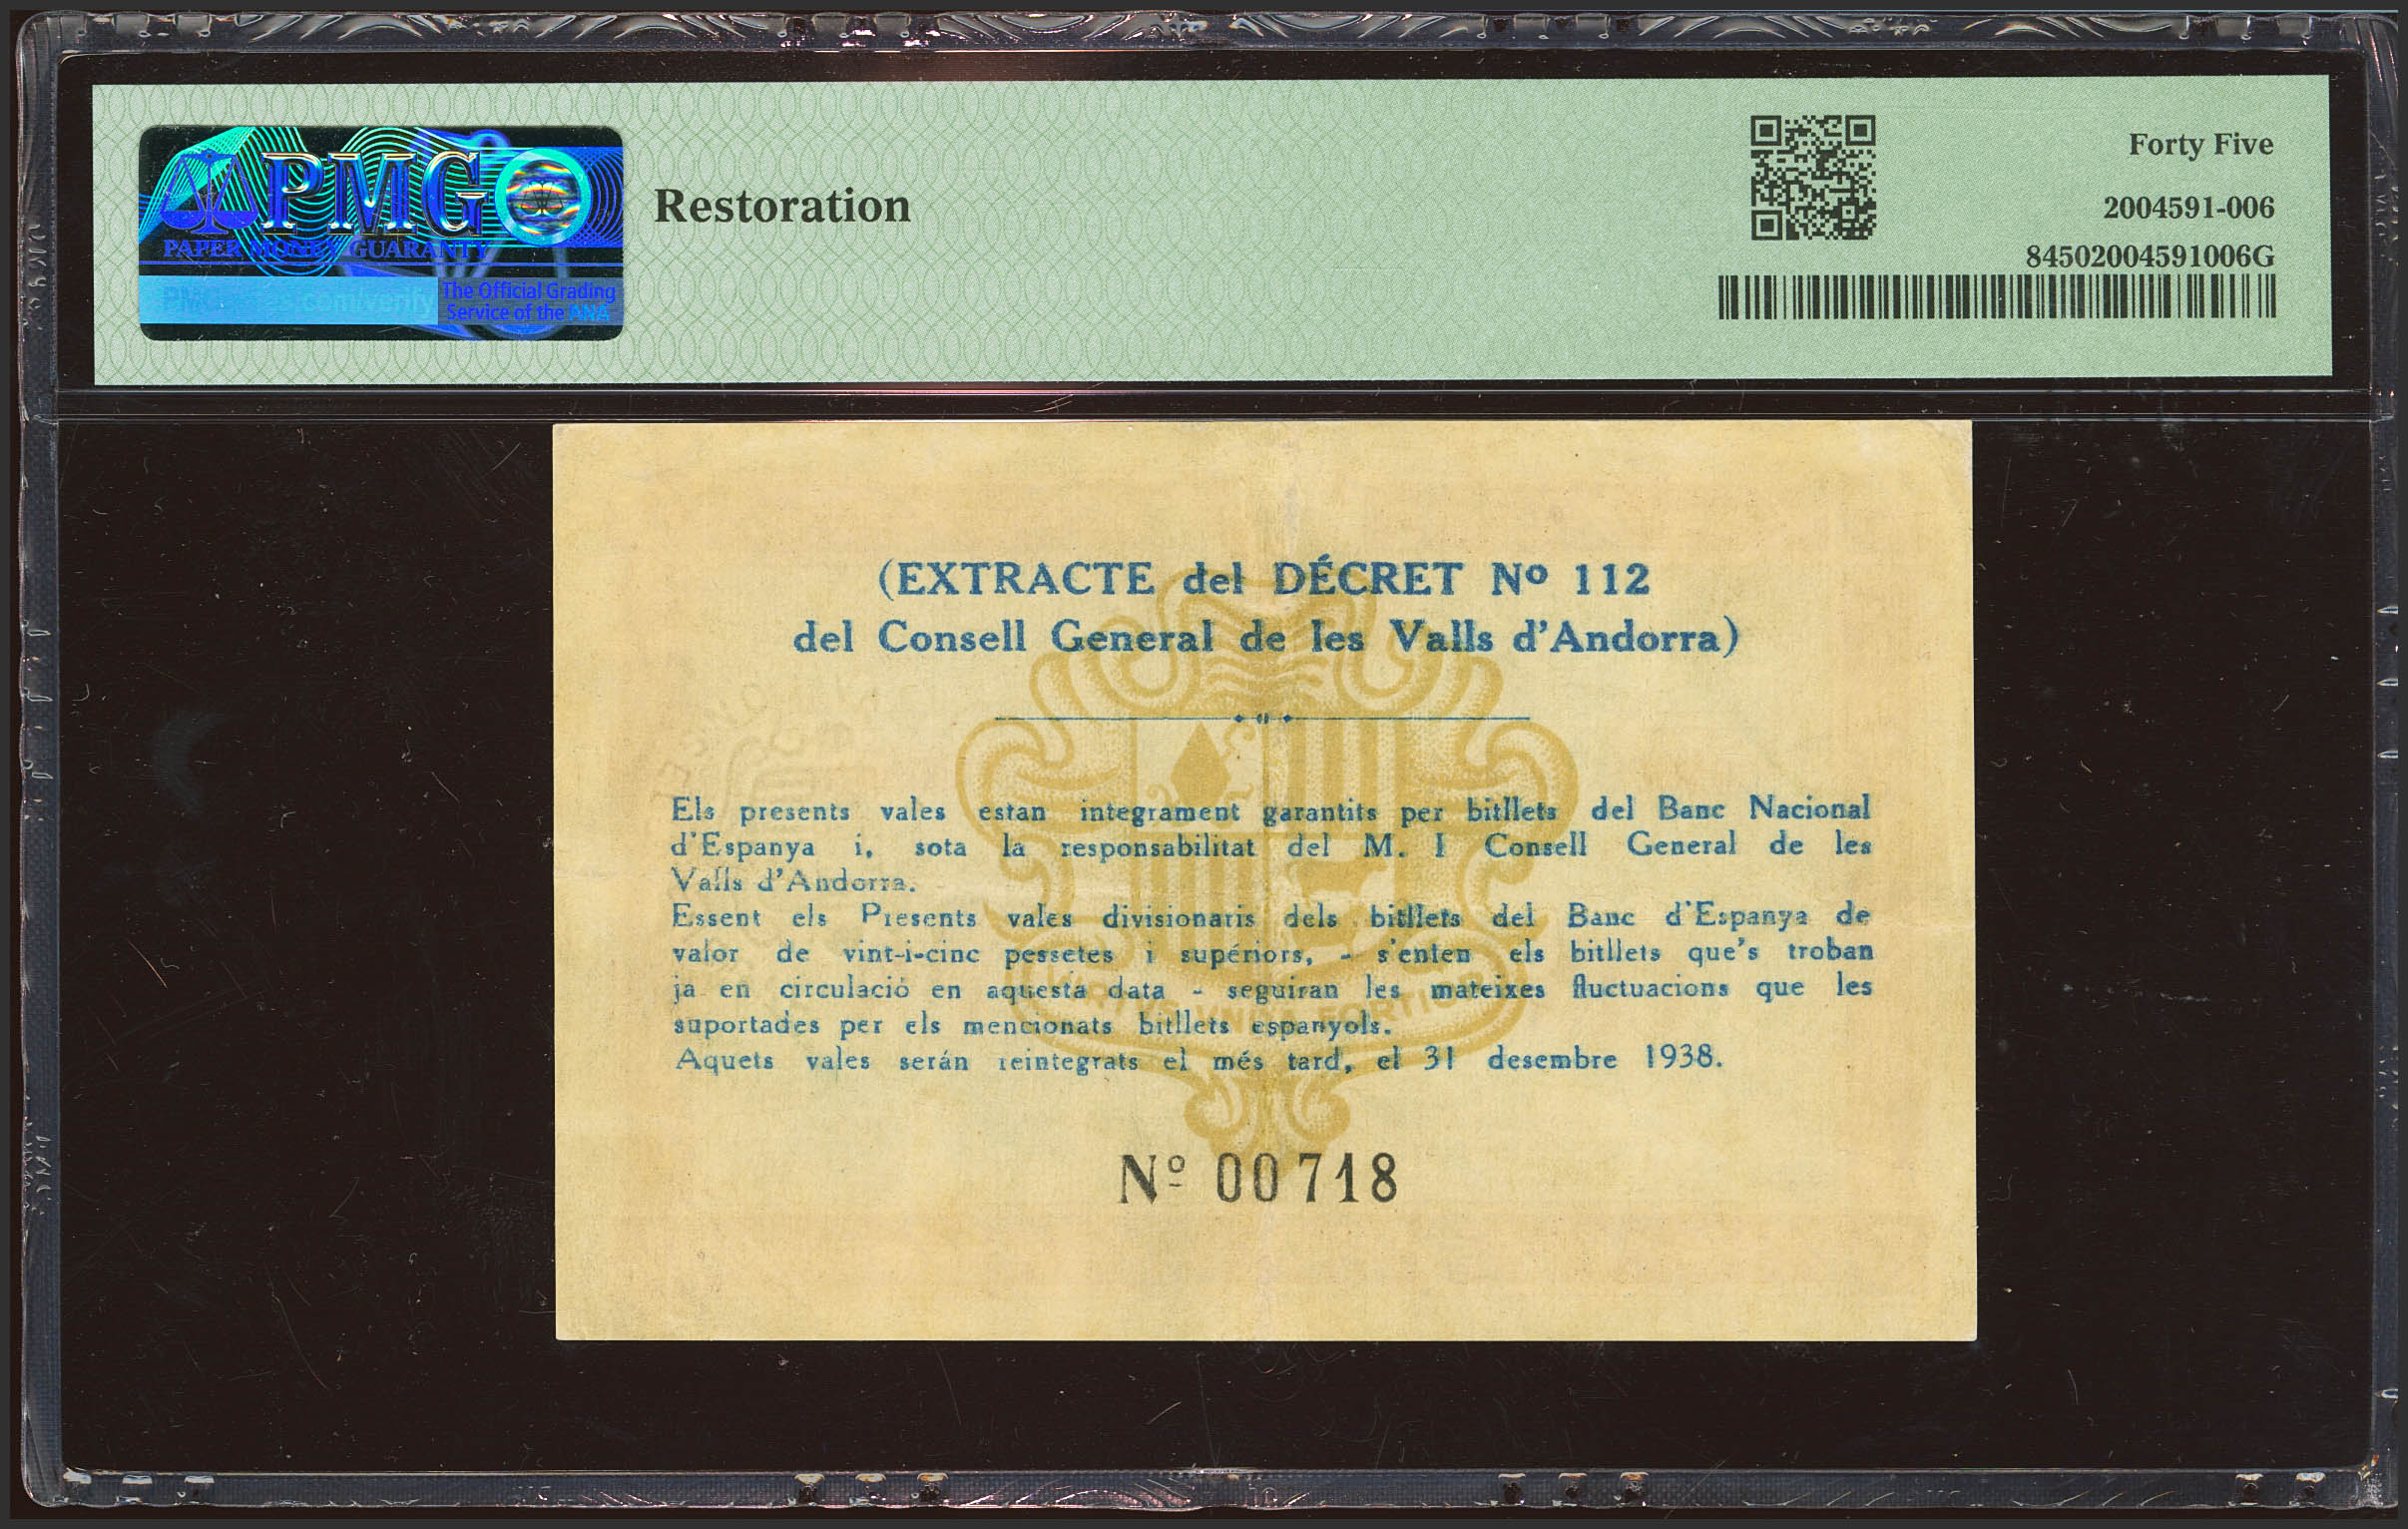 PMG
PAPER MONEY GUARANTY
The Official Grading
Service of the ANA
Restoration
Forty Five
2004591-006
84502004591006G
(EXTRACTE del DÉCRET Nº 112
del Consell General de les Valls d'Andorra)
Els presents vales estan integrament garantits per bitllets del Banc Nacional
d'Espanya i, sota la responsabilitat del M. I Consell General de les
Valls d'Andorra.
Essent els Presents vales divisionaris dels bitllets del Banc d'Espanya de
valor de vint-i-cinc pessetes i supériors, - s'enten els bitllets que's troban
ja en circulació en aquesta data - seguiran les mateixes fluctuacions que les
suportades per els mencionats bitllets espanyols.
Aquets vales serán reintegrats el més tard, el 31 desembre 1938.
Nº 00718